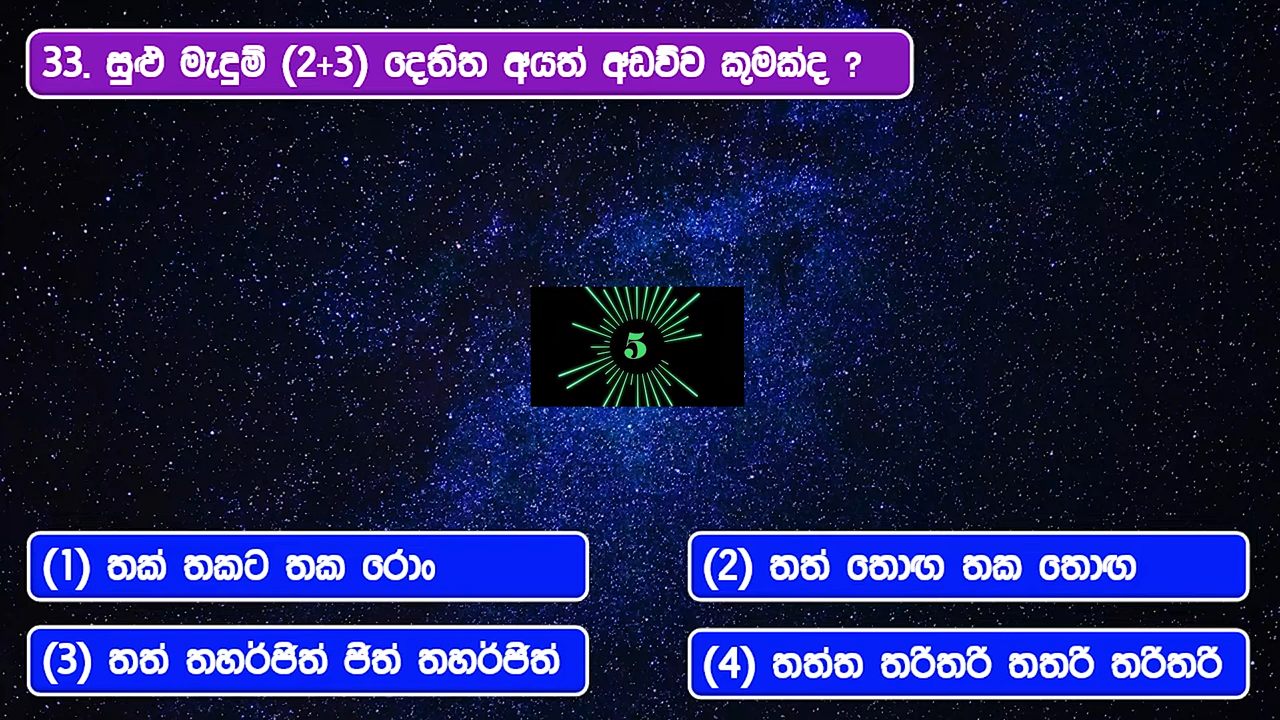 33. සුළු මැදුම් (2+3) දෙතිත අයත් අඩව්ව කුමක්ද ?
5
(1) තක් තකට තක රොං
(2) තත් තොඟ තක තොඟ
(3) තත් තහර්ජිත් ජිත් තහර්ජිත්
(4) තත්ත තරිතරි තතරි තරිතරි